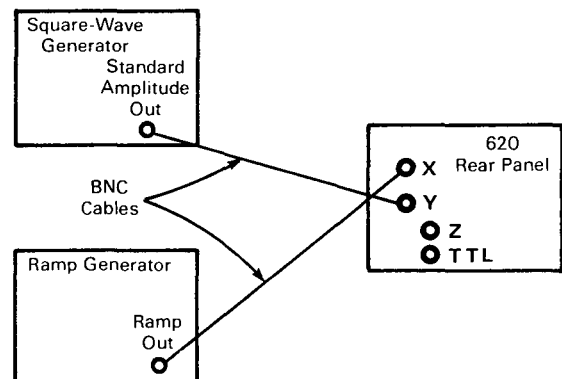 Square-Wave
Generator
Standard
Amplitude
Out
BNC
Cables
620
Rear Panel
X
Y
Z
TTL
Ramp Generator
Ramp
Out